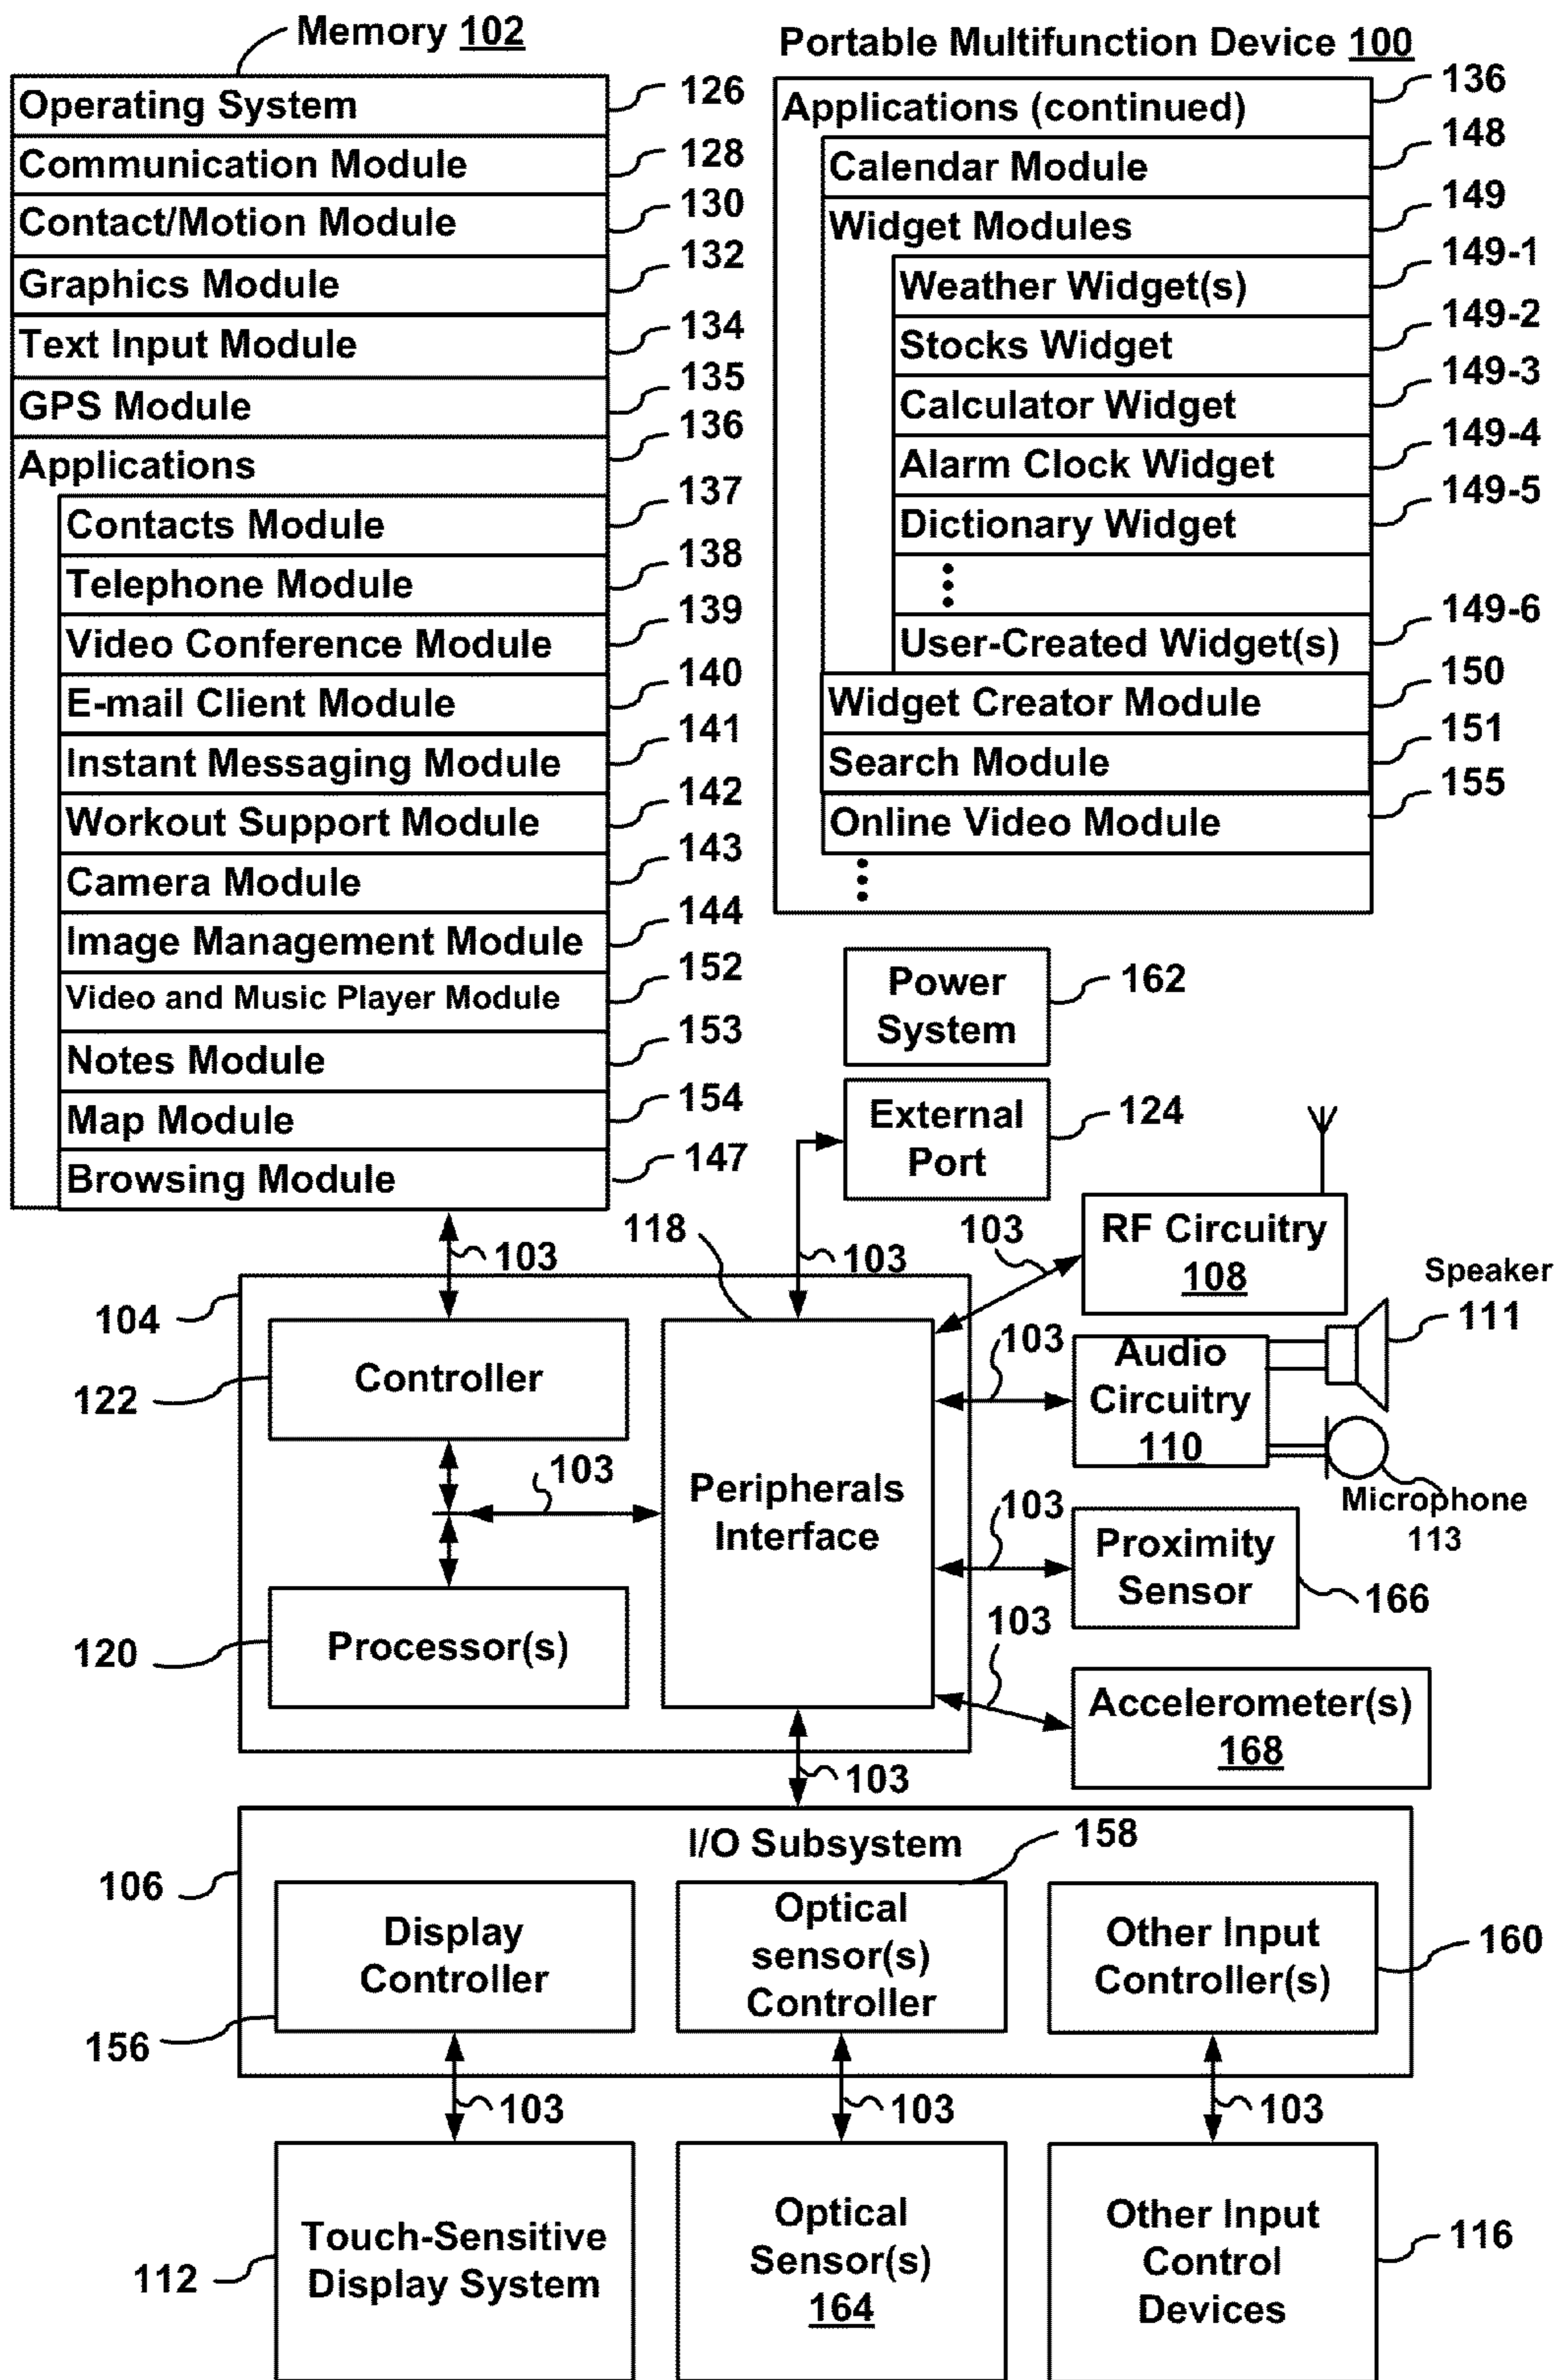 Memory 102
Operating System 126
Communication Module 128
Contact/Motion Module 130
Graphics Module 132
Text Input Module 134
GPS Module 135
Applications 136
Contacts Module 137
Telephone Module 138
Video Conference Module 139
E-mail Client Module 140
Instant Messaging Module 141
Workout Support Module 142
Camera Module 143
Image Management Module 144
Video and Music Player Module 152
Notes Module 153
Map Module 154
Browsing Module 147
Portable Multifunction Device 100
Applications (continued) 136
Calendar Module 148
Widget Modules 149
Weather Widget(s) 149-1
Stocks Widget 149-2
Calculator Widget 149-3
Alarm Clock Widget 149-4
Dictionary Widget 149-5
User-Created Widget(s) 149-6
Widget Creator Module 150
Search Module 151
Online Video Module 155
Power
System
162
External
Port
124
103
118
103
103
RF Circuitry
108
Speaker
111
104
Controller
122
103
Audio
Circuitry
110
103
Peripherals
Interface
Microphone
113
103
Proximity
Sensor
166
120
Processor(s)
103
Accelerometer(s)
168
103
I/O Subsystem
158
106
Display
Controller
156
Optical
sensor(s)
Controller
Other Input
Controller(s)
160
103
103
103
Touch-Sensitive
Display System
112
Optical
Sensor(s)
164
Other Input
Control
Devices
116